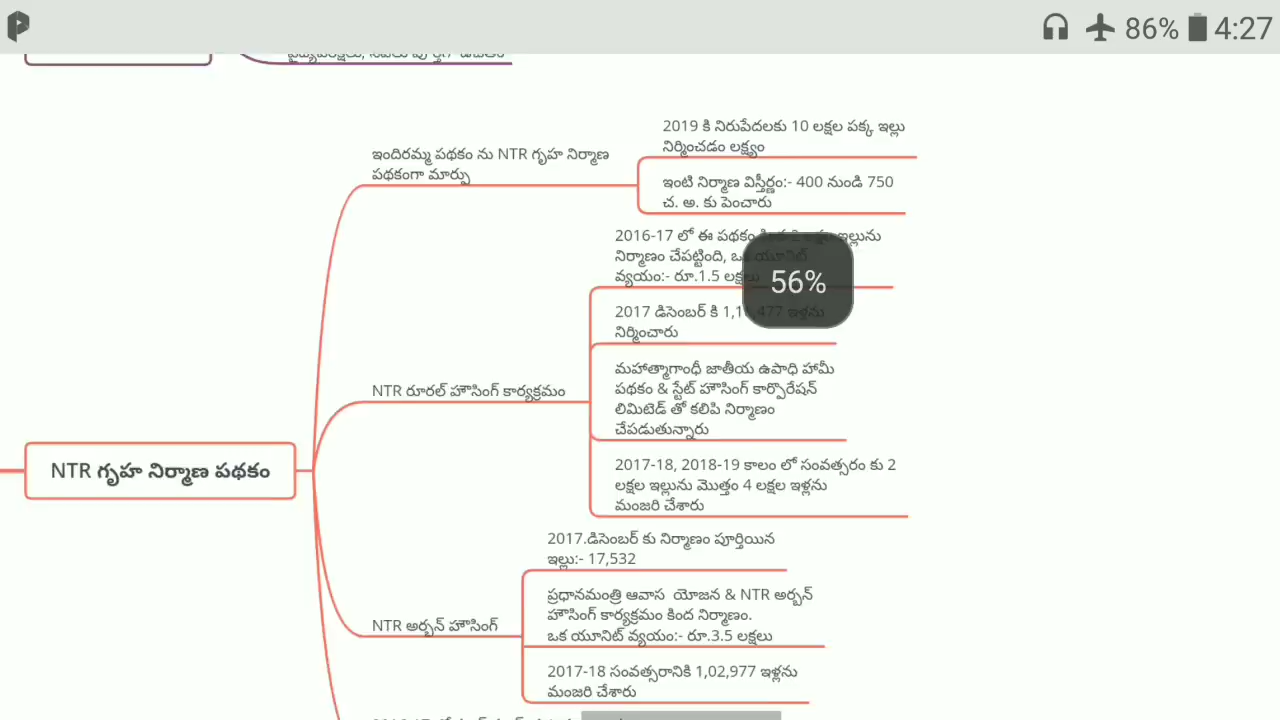 86% 4:27
ఇందిరమ్మ పథకం ను NTR గృహ నిర్మాణ
పథకంగా మార్పు
2019 కి నిరుపేదలకు 10 లక్షల పక్క ఇల్లు
నిర్మించడం లక్ష్యం
ఇంటి నిర్మాణ విస్తీర్ణం:- 400 నుండి 750
చ. అ. కు పెంచారు
NTR గృహ నిర్మాణ పథకం
NTR రూరల్ హౌసింగ్ కార్యక్రమం
2016-17 లో ఈ పథకం ఇల్లును
నిర్మాణం చేపట్టింది, ఒక యూనిట్
వ్యయం:- రూ.1.5 లక్షలు
56%
2017 డిసెంబర్ కి ఇళ్లను
నిర్మించారు
మహాత్మాగాంధీ జాతీయ ఉపాధి హామీ
పథకం & స్టేట్ హౌసింగ్ కార్పొరేషన్
లిమిటెడ్ తో కలిపి నిర్మాణం
చేపడుతున్నారు
2017-18, 2018-19 కాలం లో సంవత్సరం కు 2
లక్షల ఇల్లును మొత్తం 4 లక్షల ఇళ్లను
మంజరి చేశారు
NTR అర్బన్ హౌసింగ్
2017.డిసెంబర్ కు నిర్మాణం పూర్తియిన
ఇల్లు:- 17,532
ప్రధానమంత్రి ఆవాస యోజన & NTR అర్బన్
హౌసింగ్ కార్యక్రమం కింద నిర్మాణం.
ఒక యూనిట్ వ్యయం:- రూ.3.5 లక్షలు
2017-18 సంవత్సరానికి 1,02,977 ఇళ్లను
మంజరి చేశారు